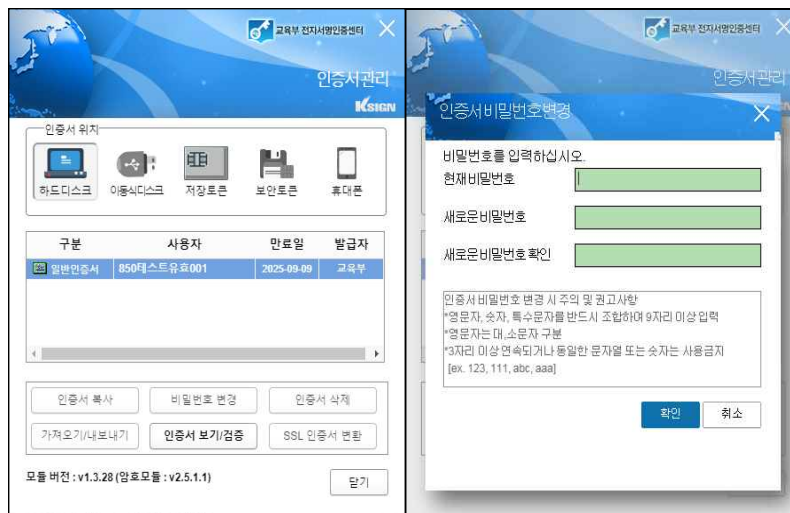 교육부 전자서명인증센터
인증서관리
KSIGN
인증서 위치
하드디스크 이동식디스크 저장토큰 보안토큰 휴대폰
구분 사용자 만료일 발급자
일반인증서 850테스트유효001 2025-09-09 교육부
인증서 복사 비밀번호 변경 인증서 삭제
가져오기/내보내기 인증서 보기/검증 SSL 인증서 변환
모듈 버전 : v1.3.28 (암호모듈 : v2.5.1.1)
닫기
교육부 전자서명인증센터
인증서관리
인증서비밀번호변경
비밀번호를 입력하십시오.
현재비밀번호
새로운비밀번호
새로운비밀번호확인
인증서 비밀번호 변경 시 주의 및 권고사항
*영문자, 숫자, 특수문자를 반드시 조합하여 9자리 이상 입력
*영문자는 대,소문자 구분
*3자리 이상 연속되거나 동일한 문자열 또는 숫자는 사용금지
[ex. 123, 111, abc, aaa]
확인 취소